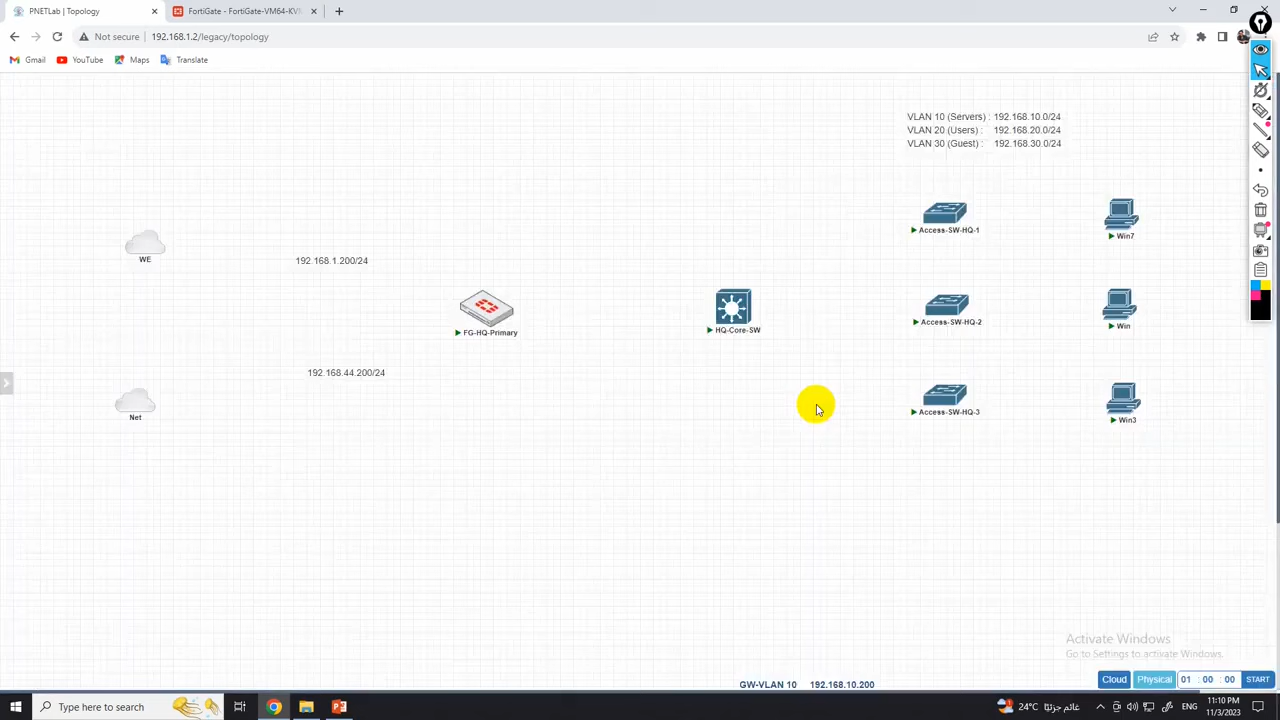 PNETLab | Topology
FortiGate - FortiGate-VM64-KVM
Not secure
192.168.1.2/legacy/topology
Gmail
YouTube
Maps
Translate
VLAN 10 (Servers) : 192.168.10.0/24
VLAN 20 (Users) : 192.168.20.0/24
VLAN 30 (Guest) : 192.168.30.0/24
Access-SW-HQ-1
Win7
WE
192.168.1.200/24
FG-HQ-Primary
HQ-Core-SW
Access-SW-HQ-2
Win
192.168.44.200/24
Net
Access-SW-HQ-3
Win3
Activate Windows
Go to Settings to activate Windows.
GW-VLAN 10 192.168.10.200
Cloud
Physical
01 : 00 : 00
START
Type here to search
24°C غائم جزئيًا
ENG
11:10 PM
11/3/2023